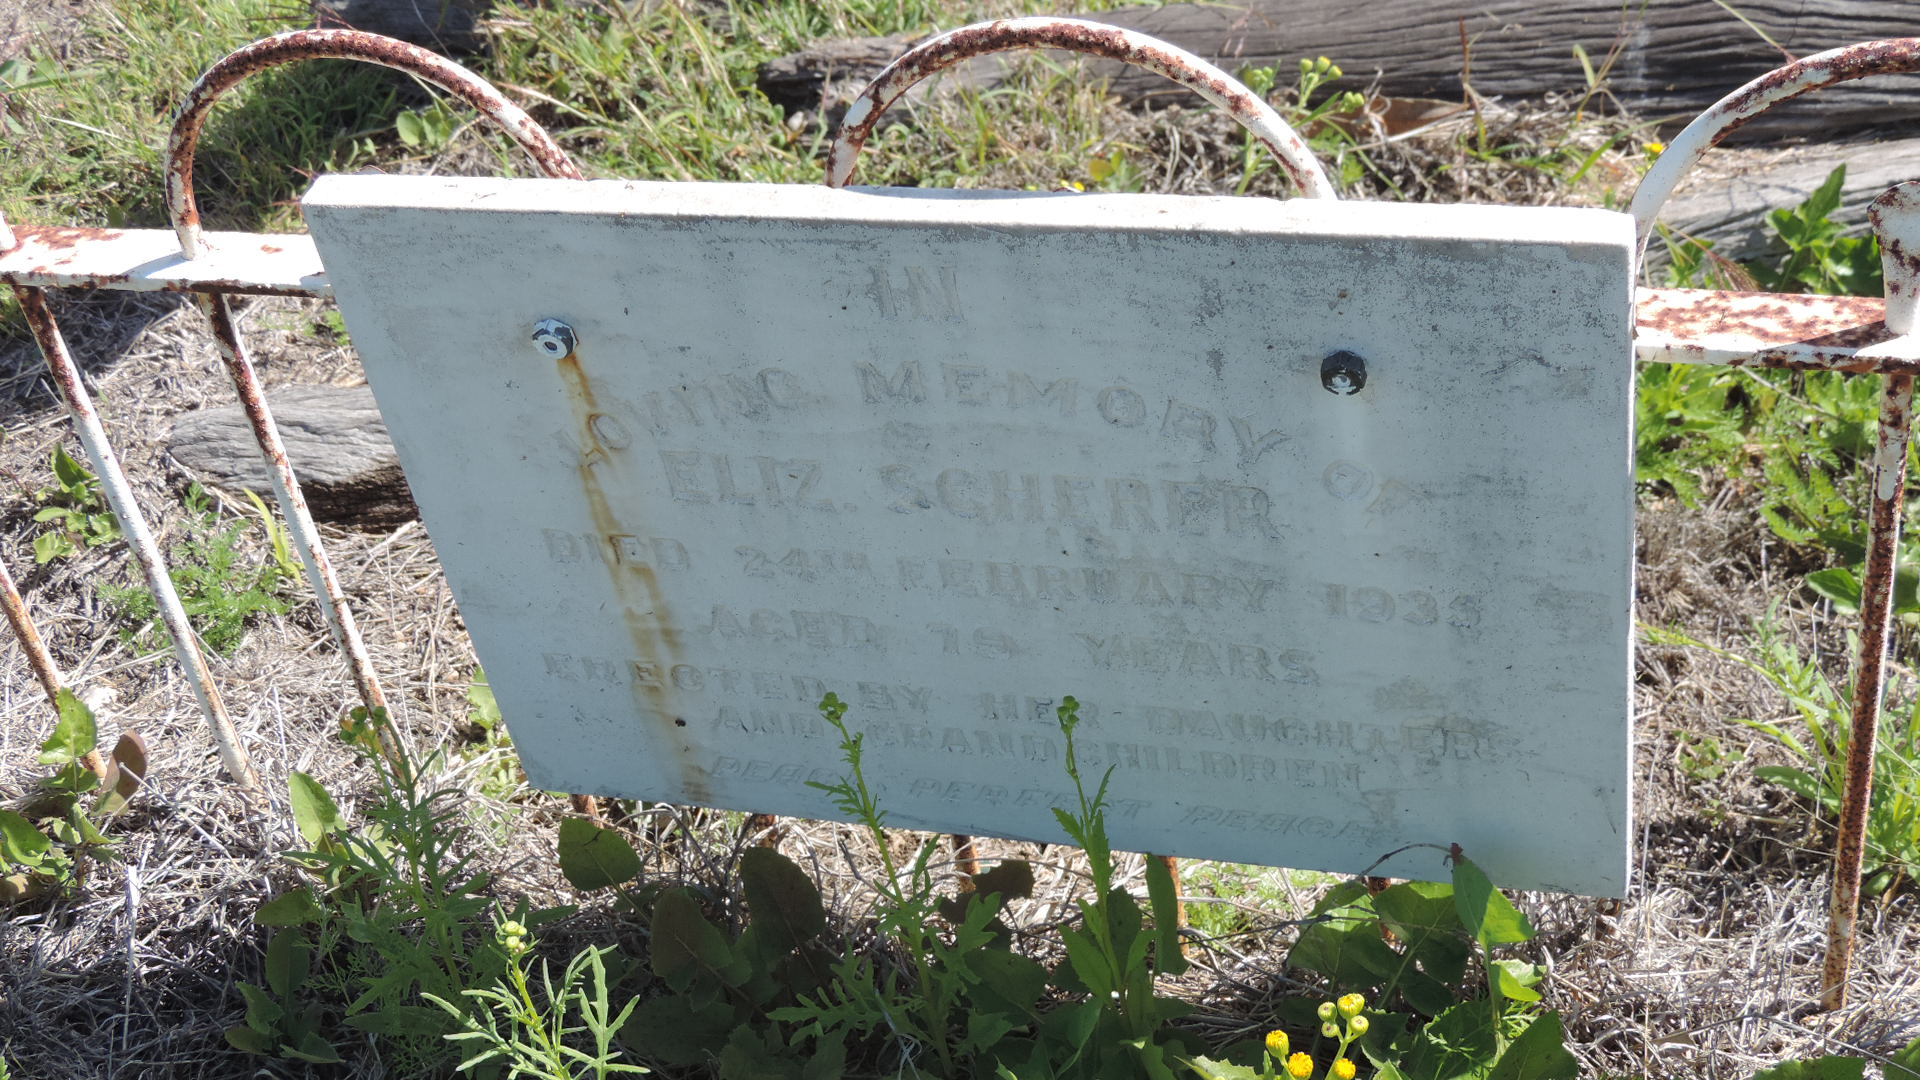 IN
LOVING MEMORY OF
ELIZ. SCHERER
DIED 24TH FEBRUARY 1933
AGED 79 YEARS
ERECTED BY HER DAUGHTER
AND GRANDCHILDREN
PEACE PERFECT PEACE